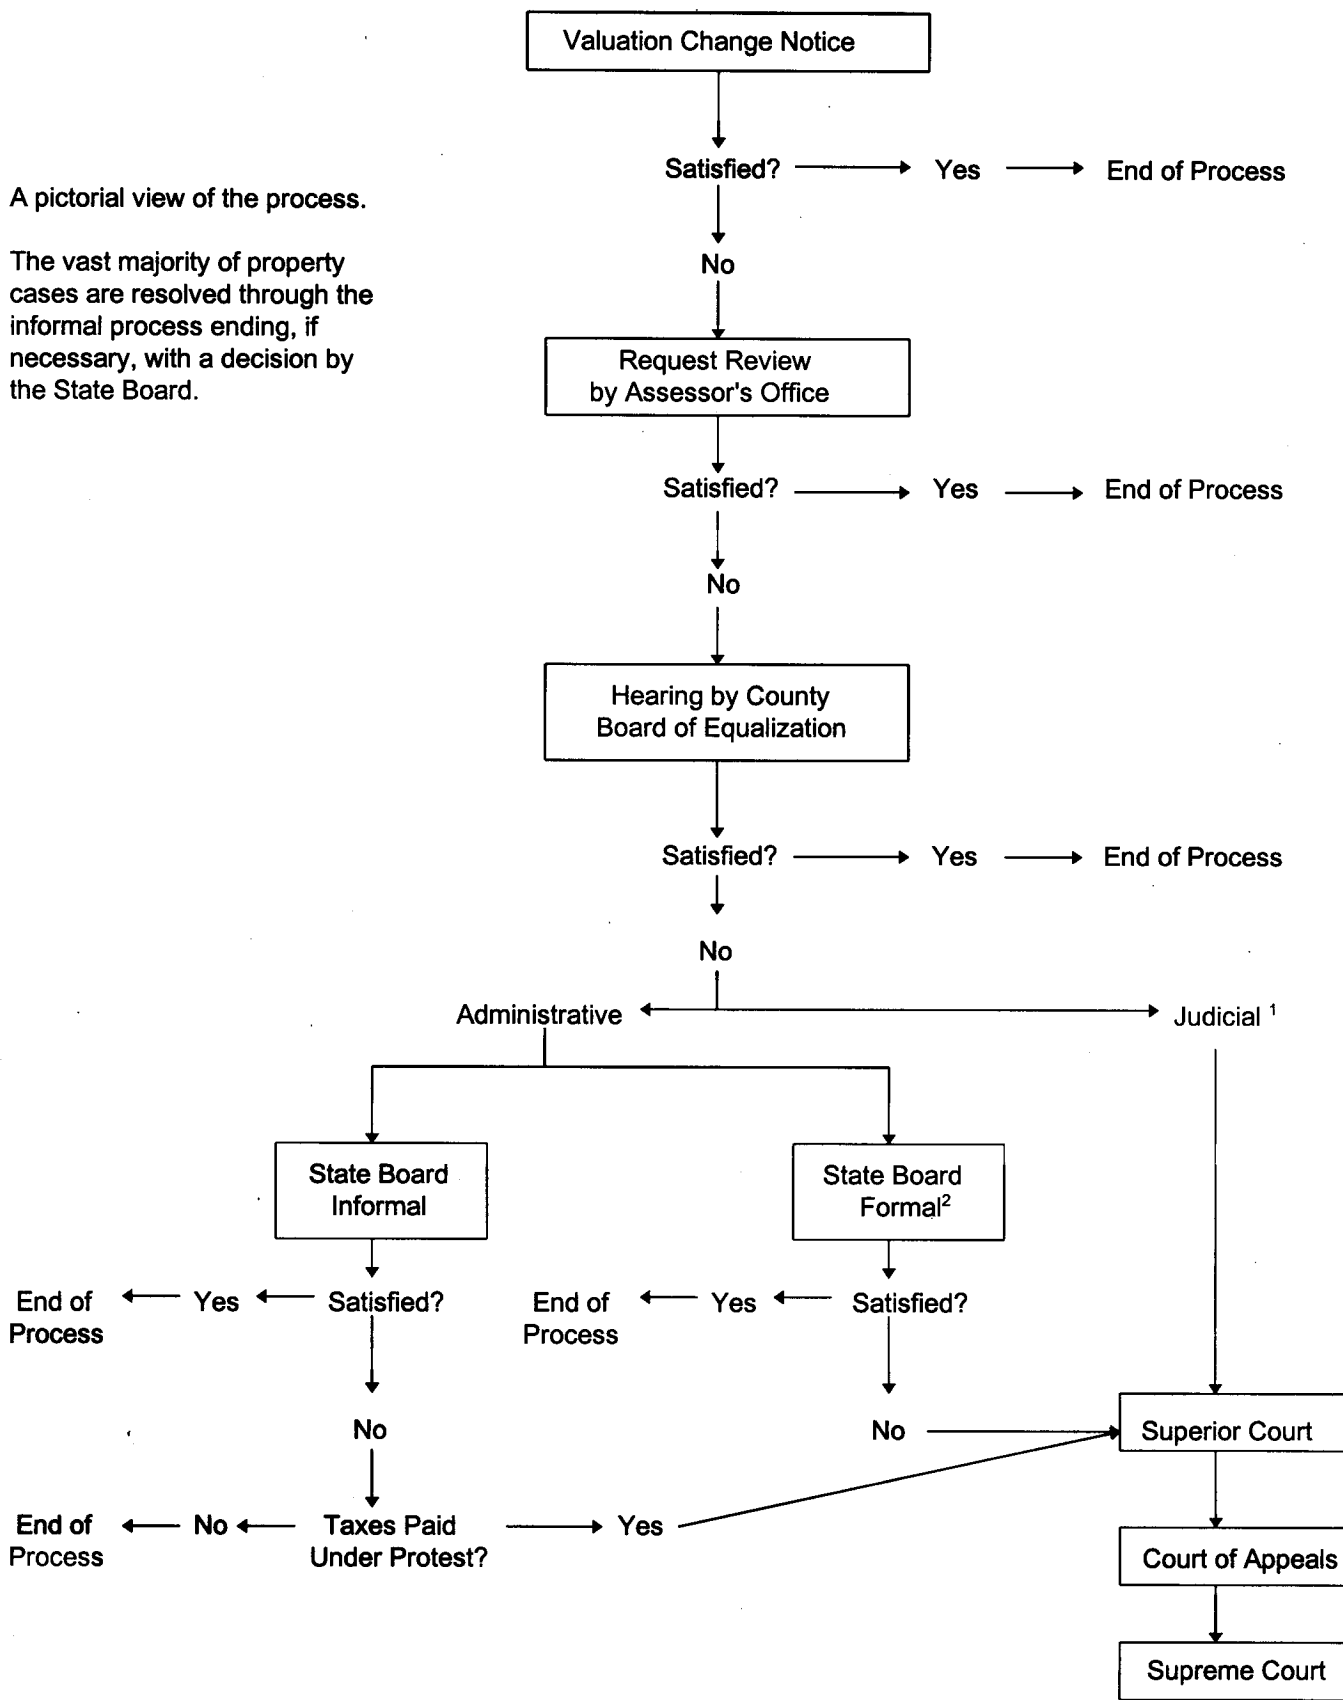 Valuation Change Notice
Satisfied? Yes End of Process
A pictorial view of the process.
The vast majority of property
cases are resolved through the
informal process ending, if
necessary, with a decision by
the State Board.
No
Request Review
by Assessor's Office
Satisfied? Yes End of Process
No
Hearing by County
Board of Equalization
Satisfied? Yes End of Process
No
Administrative
Judicial 1
State Board
Informal
State Board
Formal2
End of
Process
Yes
Satisfied?
End of
Process
Yes
Satisfied?
No
No
Superior Court
End of
Process
No
Taxes Paid
Under Protest?
Yes
Court of Appeals
Supreme Court